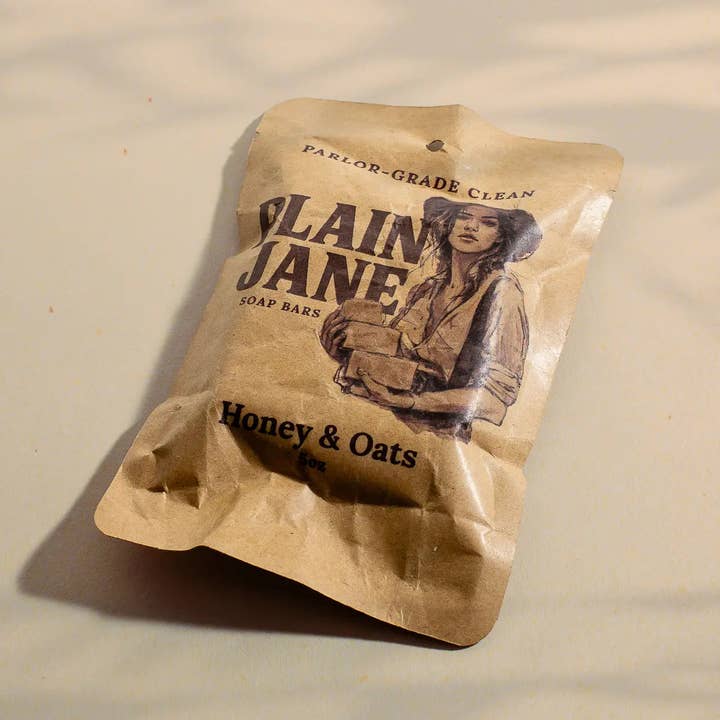 PARLOR-GRADE CLEAN
PLAIN
JANE
SOAP BARS
Honey & Oats
5oz